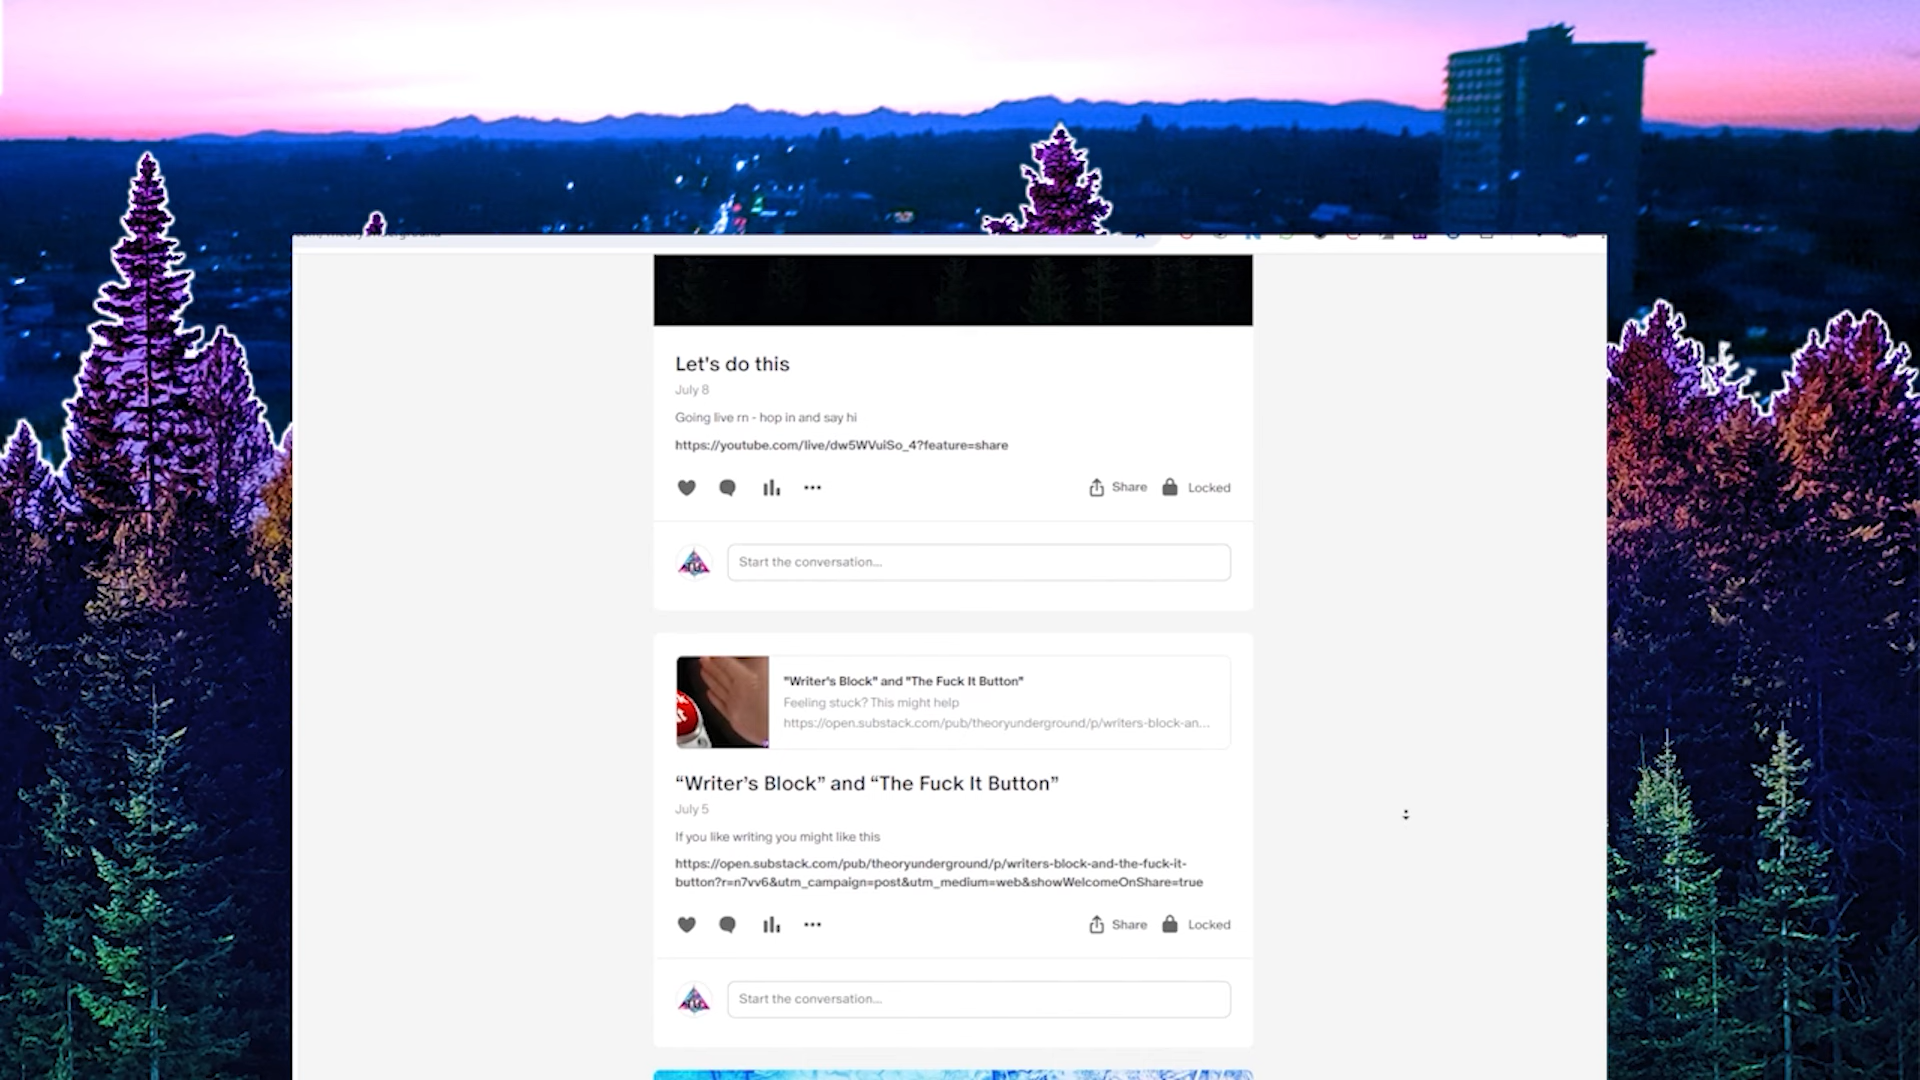 Let's do this
July 8
Going live rn - hop in and say hi
https://youtube.com/live/dw5WVuiSo_4?feature=share
Share
Locked
Start the conversation...
"Writer's Block" and "The Fuck It Button"
Feeling stuck? This might help
https://open.substack.com/pub/theoryunderground/p/writers-block-an...
“Writer’s Block” and “The Fuck It Button”
July 5
If you like writing you might like this
https://open.substack.com/pub/theoryunderground/p/writers-block-and-the-fuck-it-
button?r=n7vv6&utm_campaign=post&utm_medium=web&showWelcomeOnShare=true
Share
Locked
Start the conversation...